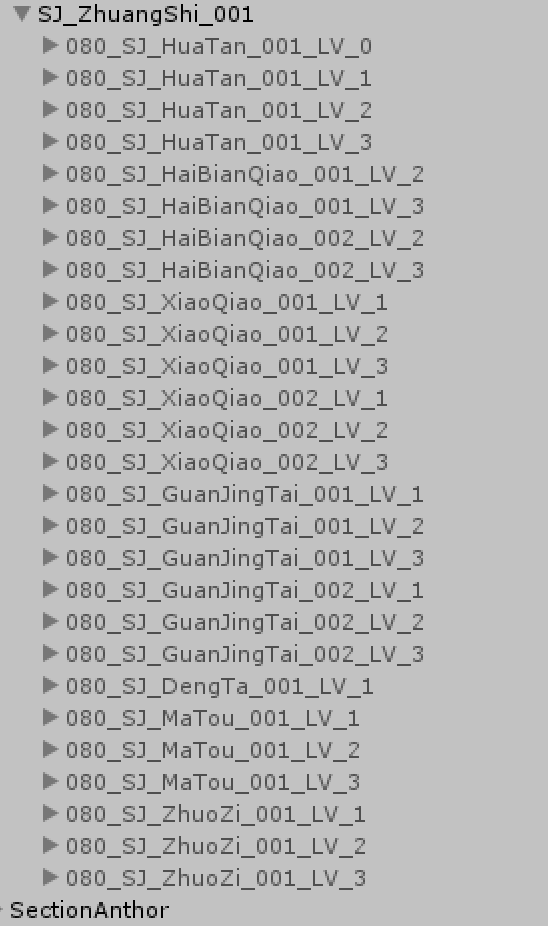 SJ_ZhuangShi_001
080_SJ_HuaTan_001_LV_0
080_SJ_HuaTan_001_LV_1
080_SJ_HuaTan_001_LV_2
080_SJ_HuaTan_001_LV_3
080_SJ_HaiBianQiao_001_LV_2
080_SJ_HaiBianQiao_001_LV_3
080_SJ_HaiBianQiao_002_LV_2
080_SJ_HaiBianQiao_002_LV_3
080_SJ_XiaoQiao_001_LV_1
080_SJ_XiaoQiao_001_LV_2
080_SJ_XiaoQiao_001_LV_3
080_SJ_XiaoQiao_002_LV_1
080_SJ_XiaoQiao_002_LV_2
080_SJ_XiaoQiao_002_LV_3
080_SJ_GuanJingTai_001_LV_1
080_SJ_GuanJingTai_001_LV_2
080_SJ_GuanJingTai_001_LV_3
080_SJ_GuanJingTai_002_LV_1
080_SJ_GuanJingTai_002_LV_2
080_SJ_GuanJingTai_002_LV_3
080_SJ_DengTa_001_LV_1
080_SJ_MaTou_001_LV_1
080_SJ_MaTou_001_LV_2
080_SJ_MaTou_001_LV_3
080_SJ_ZhuoZi_001_LV_1
080_SJ_ZhuoZi_001_LV_2
080_SJ_ZhuoZi_001_LV_3
SectionAnthor